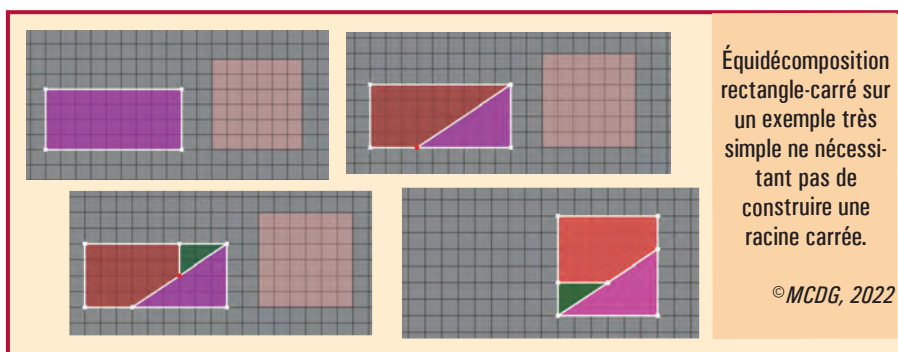 Équidécomposition
rectangle-carré sur
un exemple très
simple ne nécessi-
tant pas de
construire une
racine carrée.
©MCDG, 2022